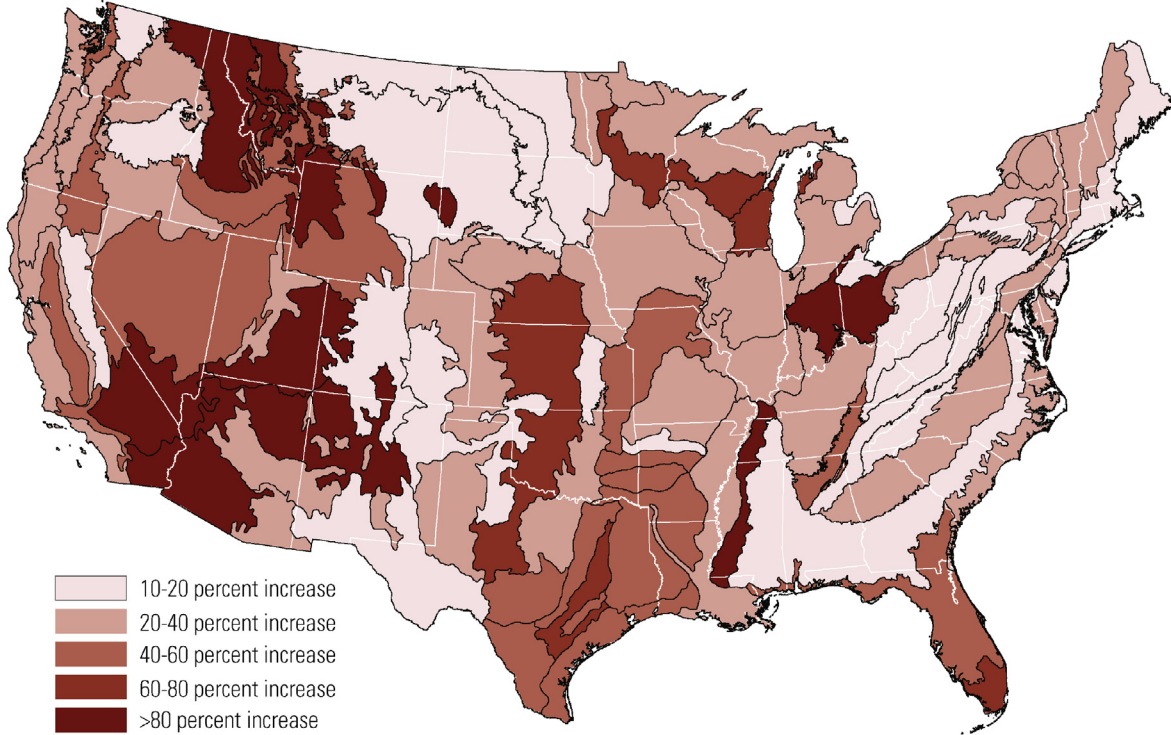 10-20 percent increase
20-40 percent increase
40-60 percent increase
60-80 percent increase
>80 percent increase